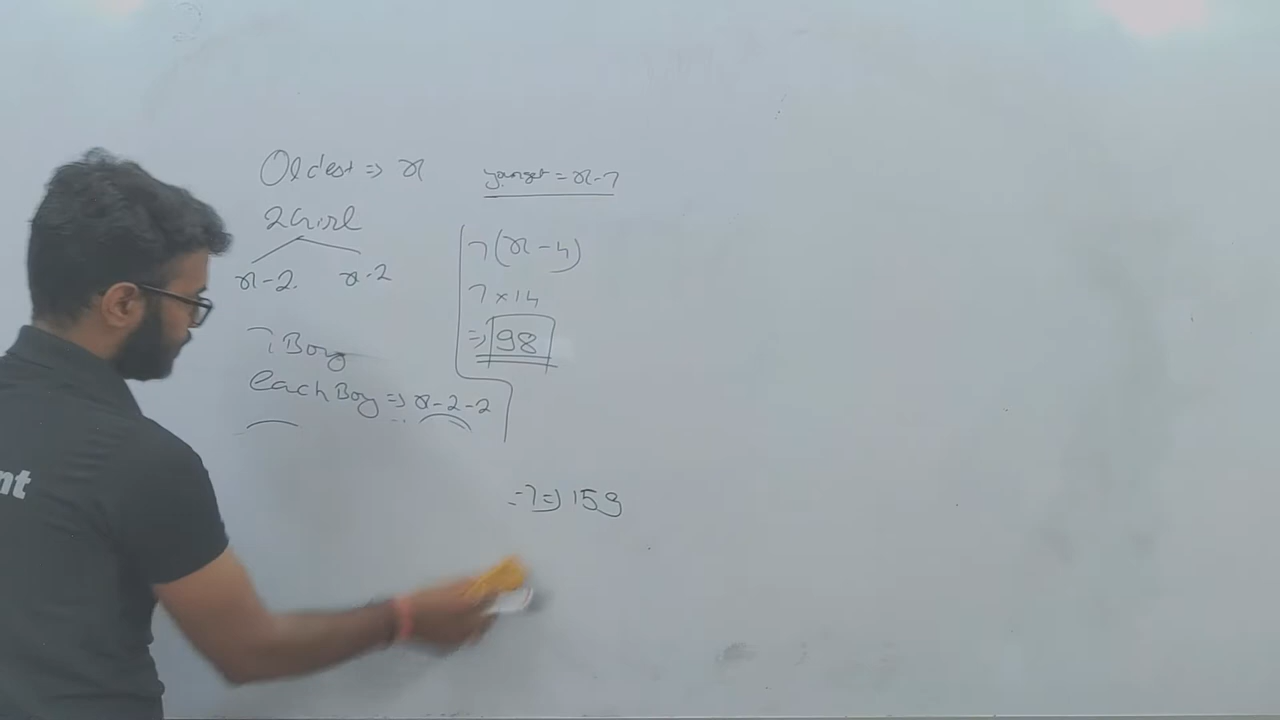 Oldest => x
youngest = x-7
2 Girl
x-2. x-2
7(x-4)
7×14
=> 98
7 Boy
each Boy => x-2-2
=7=) 159
nt